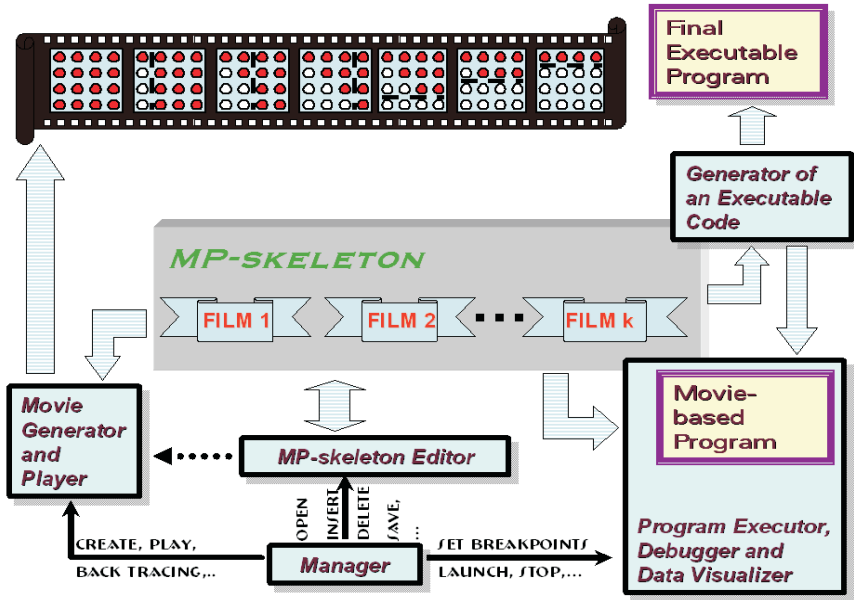 Final
Executable
Program
Generator of
an Executable
Code
MP-SKELETON
FILM 1
FILM 2
FILM k
Movie
Generator
and
Player
MP-skeleton Editor
Movie-
based
Program
OPEN
INSERT
DELETE
SAVE,
...
CREATE, PLAY,
BACK TRACING,..
Manager
SET BREAKPOINTS
LAUNCH, STOP,...
Program Executor,
Debugger and
Data Visualizer